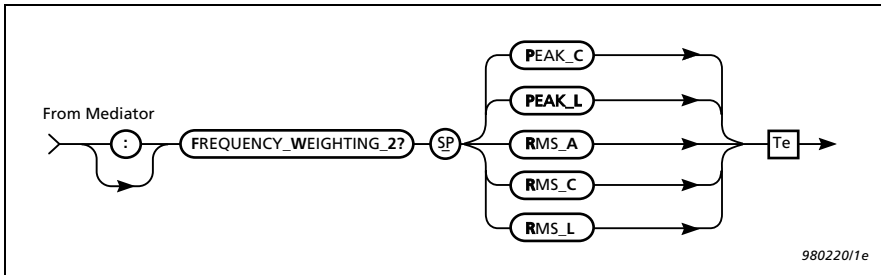 From Mediator
:
FREQUENCY_WEIGHTING_2?
SP
PEAK_C
PEAK_L
RMS_A
RMS_C
RMS_L
Te
980220/1e